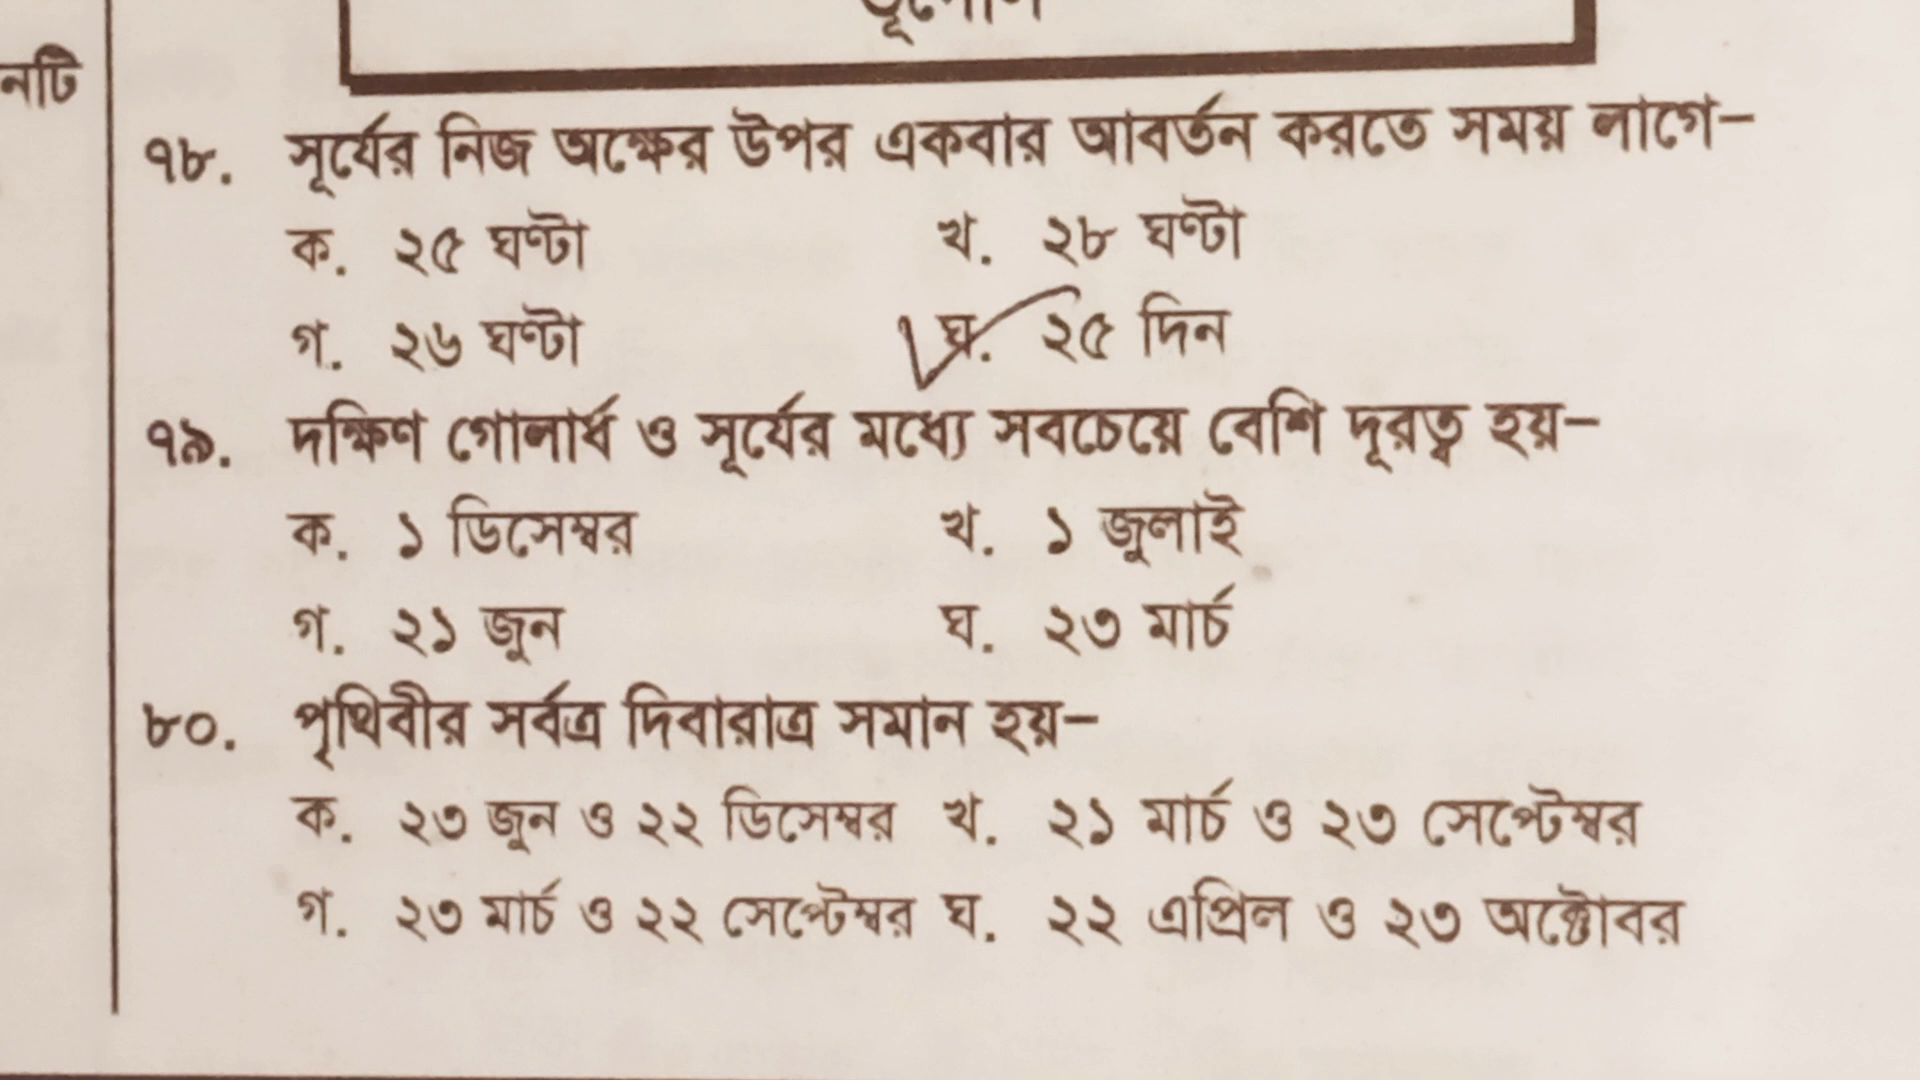 নটি
৭৮. সূর্যের নিজ অক্ষের উপর একবার আবর্তন করতে সময় লাগে–
ক. ২৫ ঘণ্টা খ. ২৮ ঘণ্টা
গ. ২৬ ঘণ্টা ঘ. ২৫ দিন
৭৯. দক্ষিণ গোলার্ধ ও সূর্যের মধ্যে সবচেয়ে বেশি দূরত্ব হয়–
ক. ১ ডিসেম্বর খ. ১ জুলাই
গ. ২১ জুন ঘ. ২৩ মার্চ
৮০. পৃথিবীর সর্বত্র দিবারাত্র সমান হয়–
ক. ২৩ জুন ও ২২ ডিসেম্বর খ. ২১ মার্চ ও ২৩ সেপ্টেম্বর
গ. ২৩ মার্চ ও ২২ সেপ্টেম্বর ঘ. ২২ এপ্রিল ও ২৩ অক্টোবর